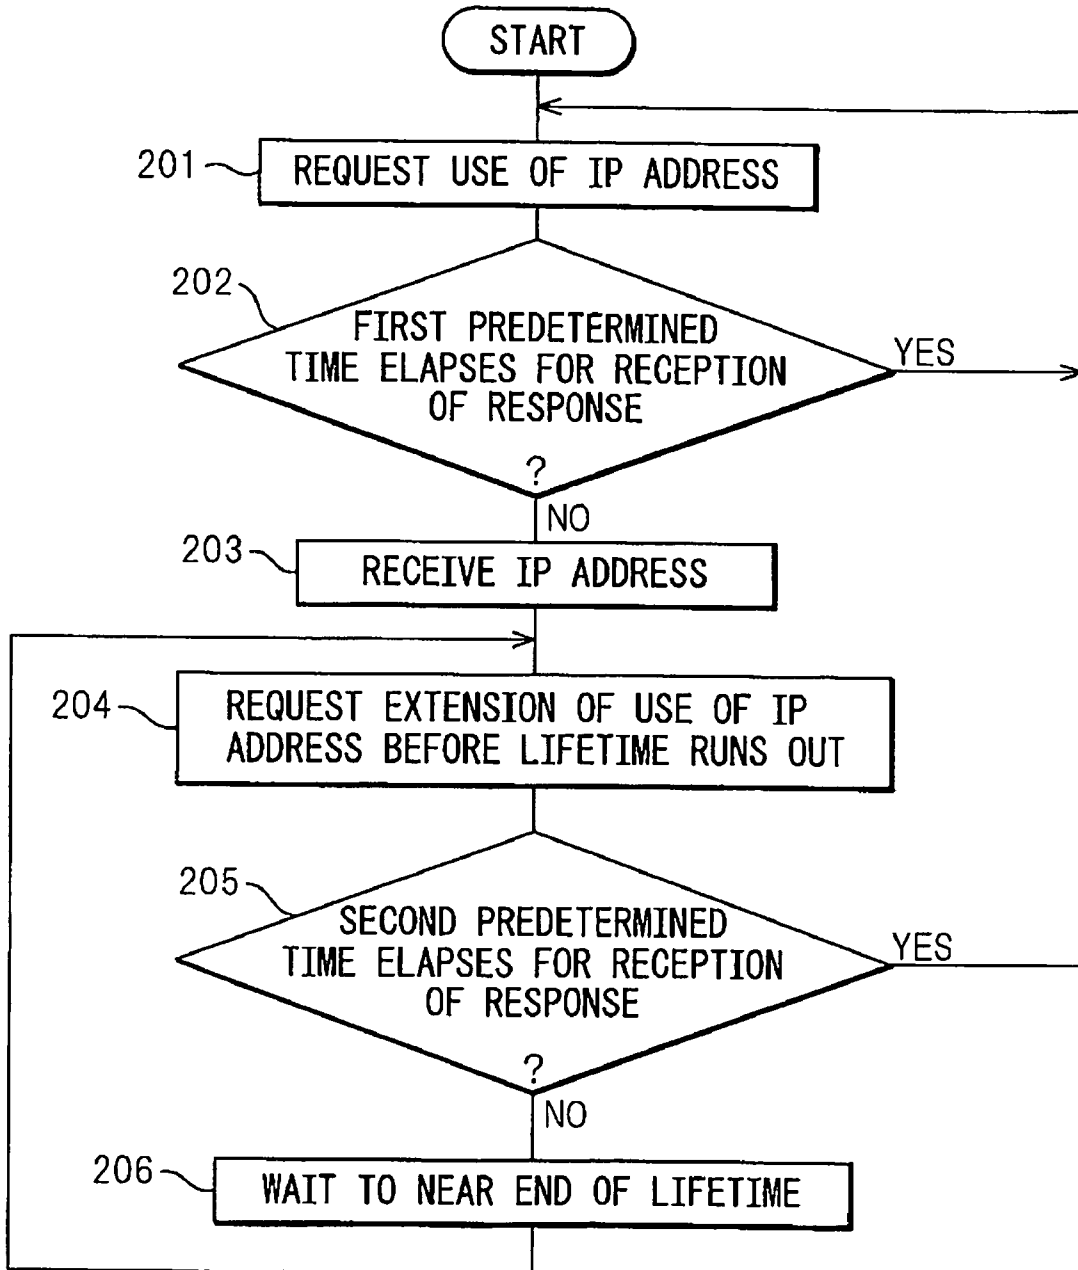 START
201
REQUEST USE OF IP ADDRESS
202
FIRST PREDETERMINED
TIME ELAPSES FOR RECEPTION
OF RESPONSE
?
YES
NO
203
RECEIVE IP ADDRESS
204
REQUEST EXTENSION OF USE OF IP
ADDRESS BEFORE LIFETIME RUNS OUT
205
SECOND PREDETERMINED
TIME ELAPSES FOR RECEPTION
OF RESPONSE
?
YES
NO
206
WAIT TO NEAR END OF LIFETIME